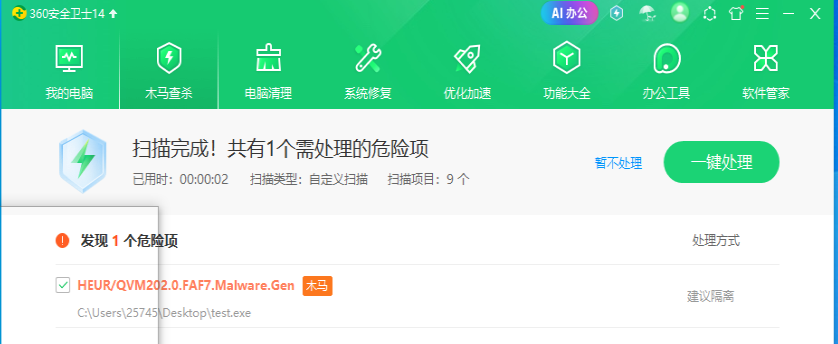 360安全卫士14
AI 办公
我的电脑 木马查杀 电脑清理 系统修复 优化加速 功能大全 办公工具 软件管家
扫描完成！共有1个需处理的危险项
已用时：00:00:02 扫描类型：自定义扫描 扫描项目：9 个
暂不处理 一键处理
发现 1 个危险项 处理方式
HEUR/QVM202.0.FAF7.Malware.Gen 木马
建议隔离
C:\Users\25745\Desktop\test.exe